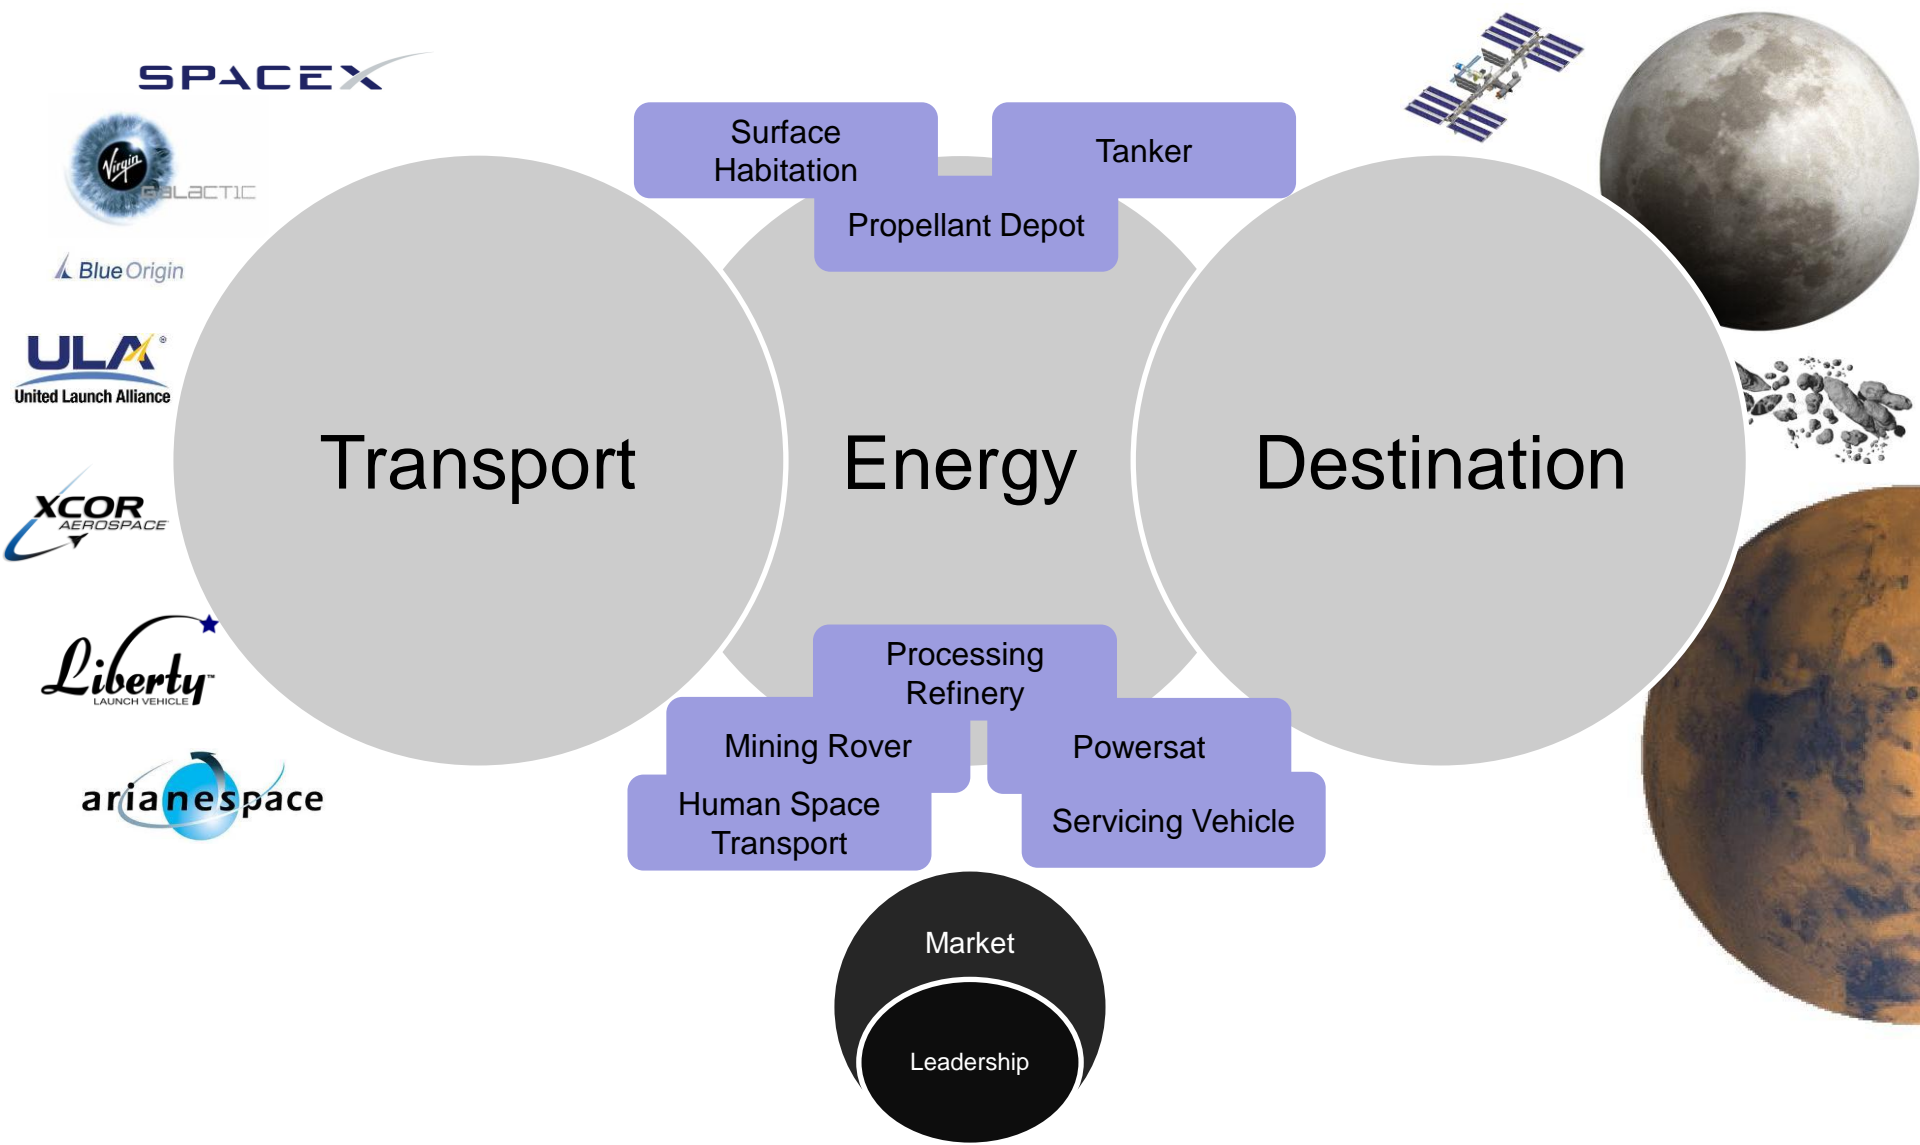 SPACEX
Virgin
GALACTIC
Blue Origin
ULA®
United Launch Alliance
XCOR
AEROSPACE
Liberty™
LAUNCH VEHICLE
arianespace
Transport
Surface
Habitation
Tanker
Propellant Depot
Energy
Destination
Processing
Refinery
Mining Rover
Powersat
Human Space
Transport
Servicing Vehicle
Market
Leadership